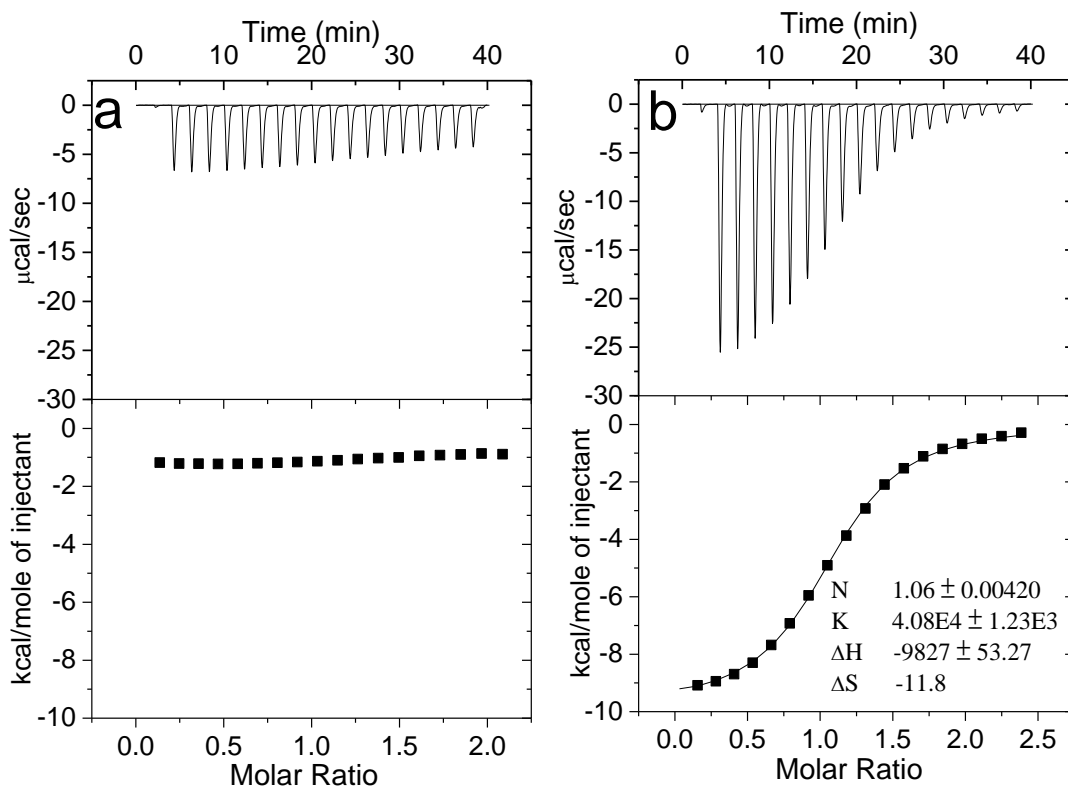 Time (min)
0 10 20 30 40
a
0
-5
-10
-15
-20
-25
-30
µcal/sec
0
-2
-4
-6
-8
-10
kcal/mole of injectant
0.0 0.5 1.0 1.5 2.0
Molar Ratio
Time (min)
0 10 20 30 40
b
0
-5
-10
-15
-20
-25
-30
µcal/sec
0
-2
-4
-6
-8
-10
kcal/mole of injectant
N 1.06 ± 0.00420
K 4.08E4 ± 1.23E3
ΔH -9827 ± 53.27
ΔS -11.8
0.0 0.5 1.0 1.5 2.0 2.5
Molar Ratio